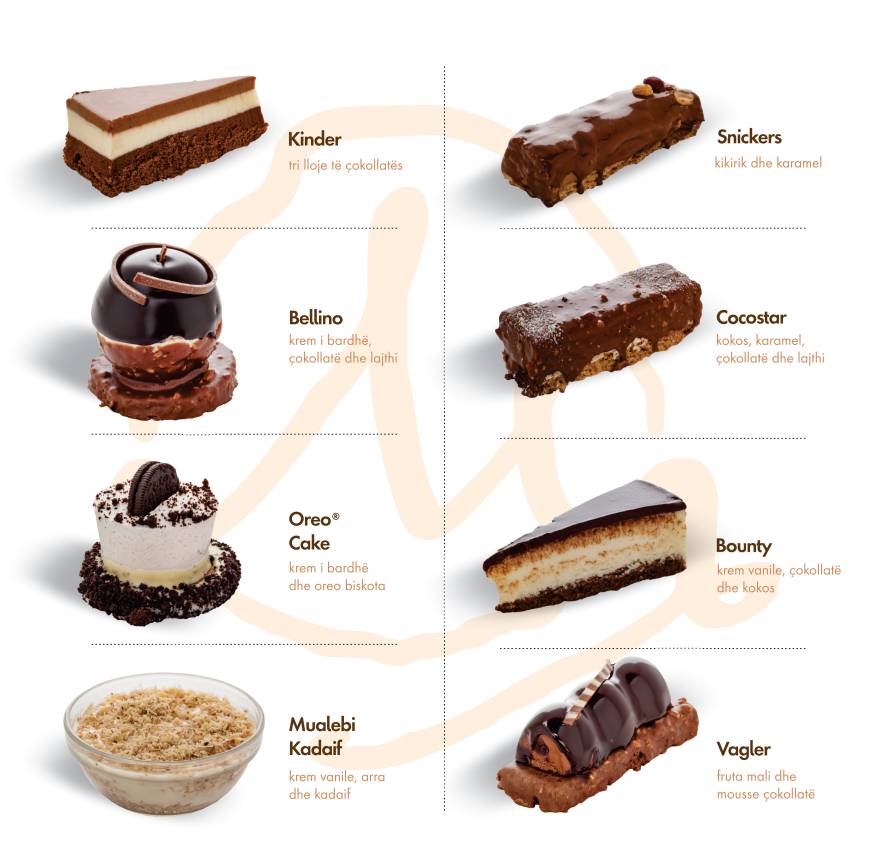 Kinder
tri lloje të çokollatës
Bellino
krem i bardhë,
çokollatë dhe lajthi
Oreo®
Cake
krem i bardhë
dhe oreo biskota
Mualebi
Kadaif
krem vanile, arra
dhe kadaif
Snickers
kikirik dhe karamel
Cocostar
kokos, karamel,
çokollatë dhe lajthi
Bounty
krem vanile, çokollatë
dhe kokos
Vagler
fruta mali dhe
mousse çokollatë